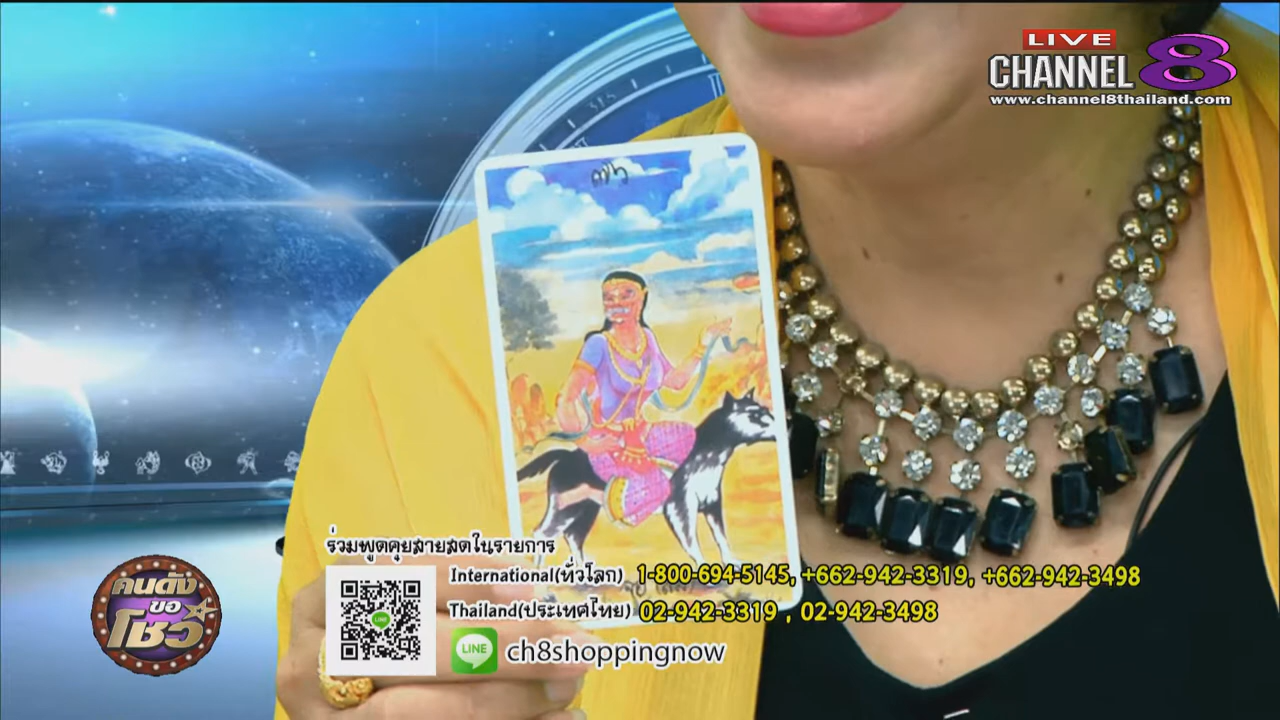 LIVE
CHANNEL 8
www.channel8thailand.com
ร่วมพูดคุยสายสดในรายการ
International(ทั่วโลก) 1-800-694-5145, +662-942-3319, +662-942-3498
Thailand(ประเทศไทย) 02-942-3319 , 02-942-3498
LINE ch8shoppingnow
คนดัง
ขอ
โชว์